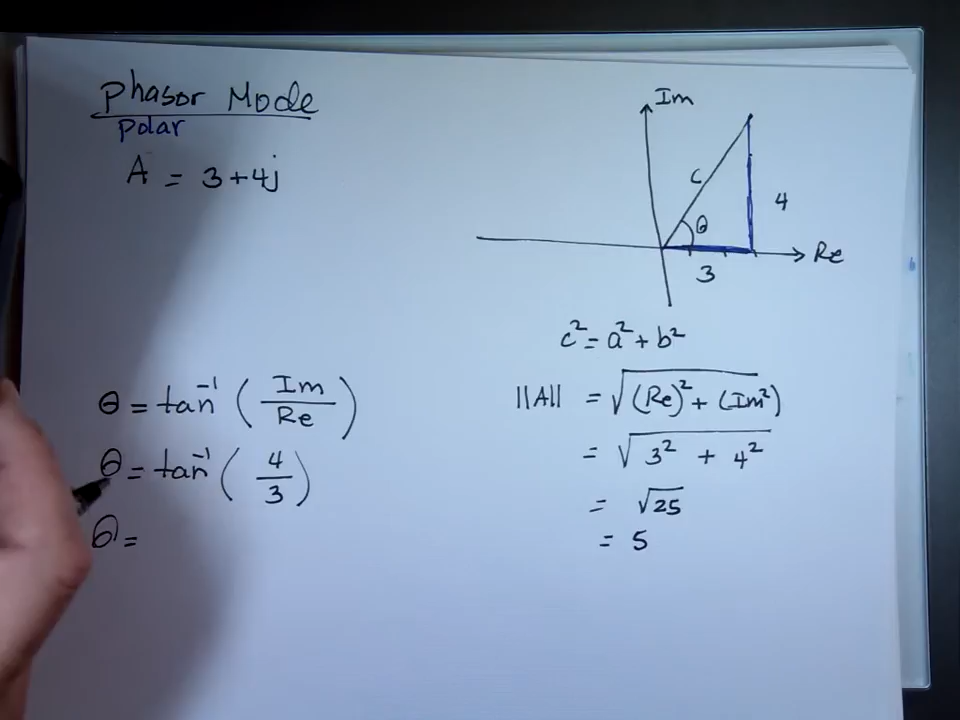 Phasor Mode
Polar
A = 3+4j
Im
C
θ
4
Re
3
c² = a² + b²
θ = tan⁻¹ ( Im / Re )
||A|| = √(Re)² + (Im²)
θ = tan⁻¹ ( 4 / 3 )
= √3² + 4²
θ =
= √25
= 5